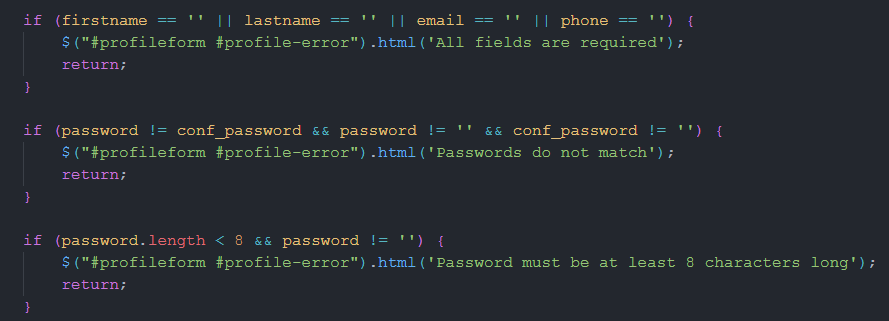 if (firstname == '' || lastname == '' || email == '' || phone == '') {
    $("#profileform #profile-error").html('All fields are required');
    return;
}

if (password != conf_password && password != '' && conf_password != '') {
    $("#profileform #profile-error").html('Passwords do not match');
    return;
}

if (password.length < 8 && password != '') {
    $("#profileform #profile-error").html('Password must be at least 8 characters long');
    return;
}